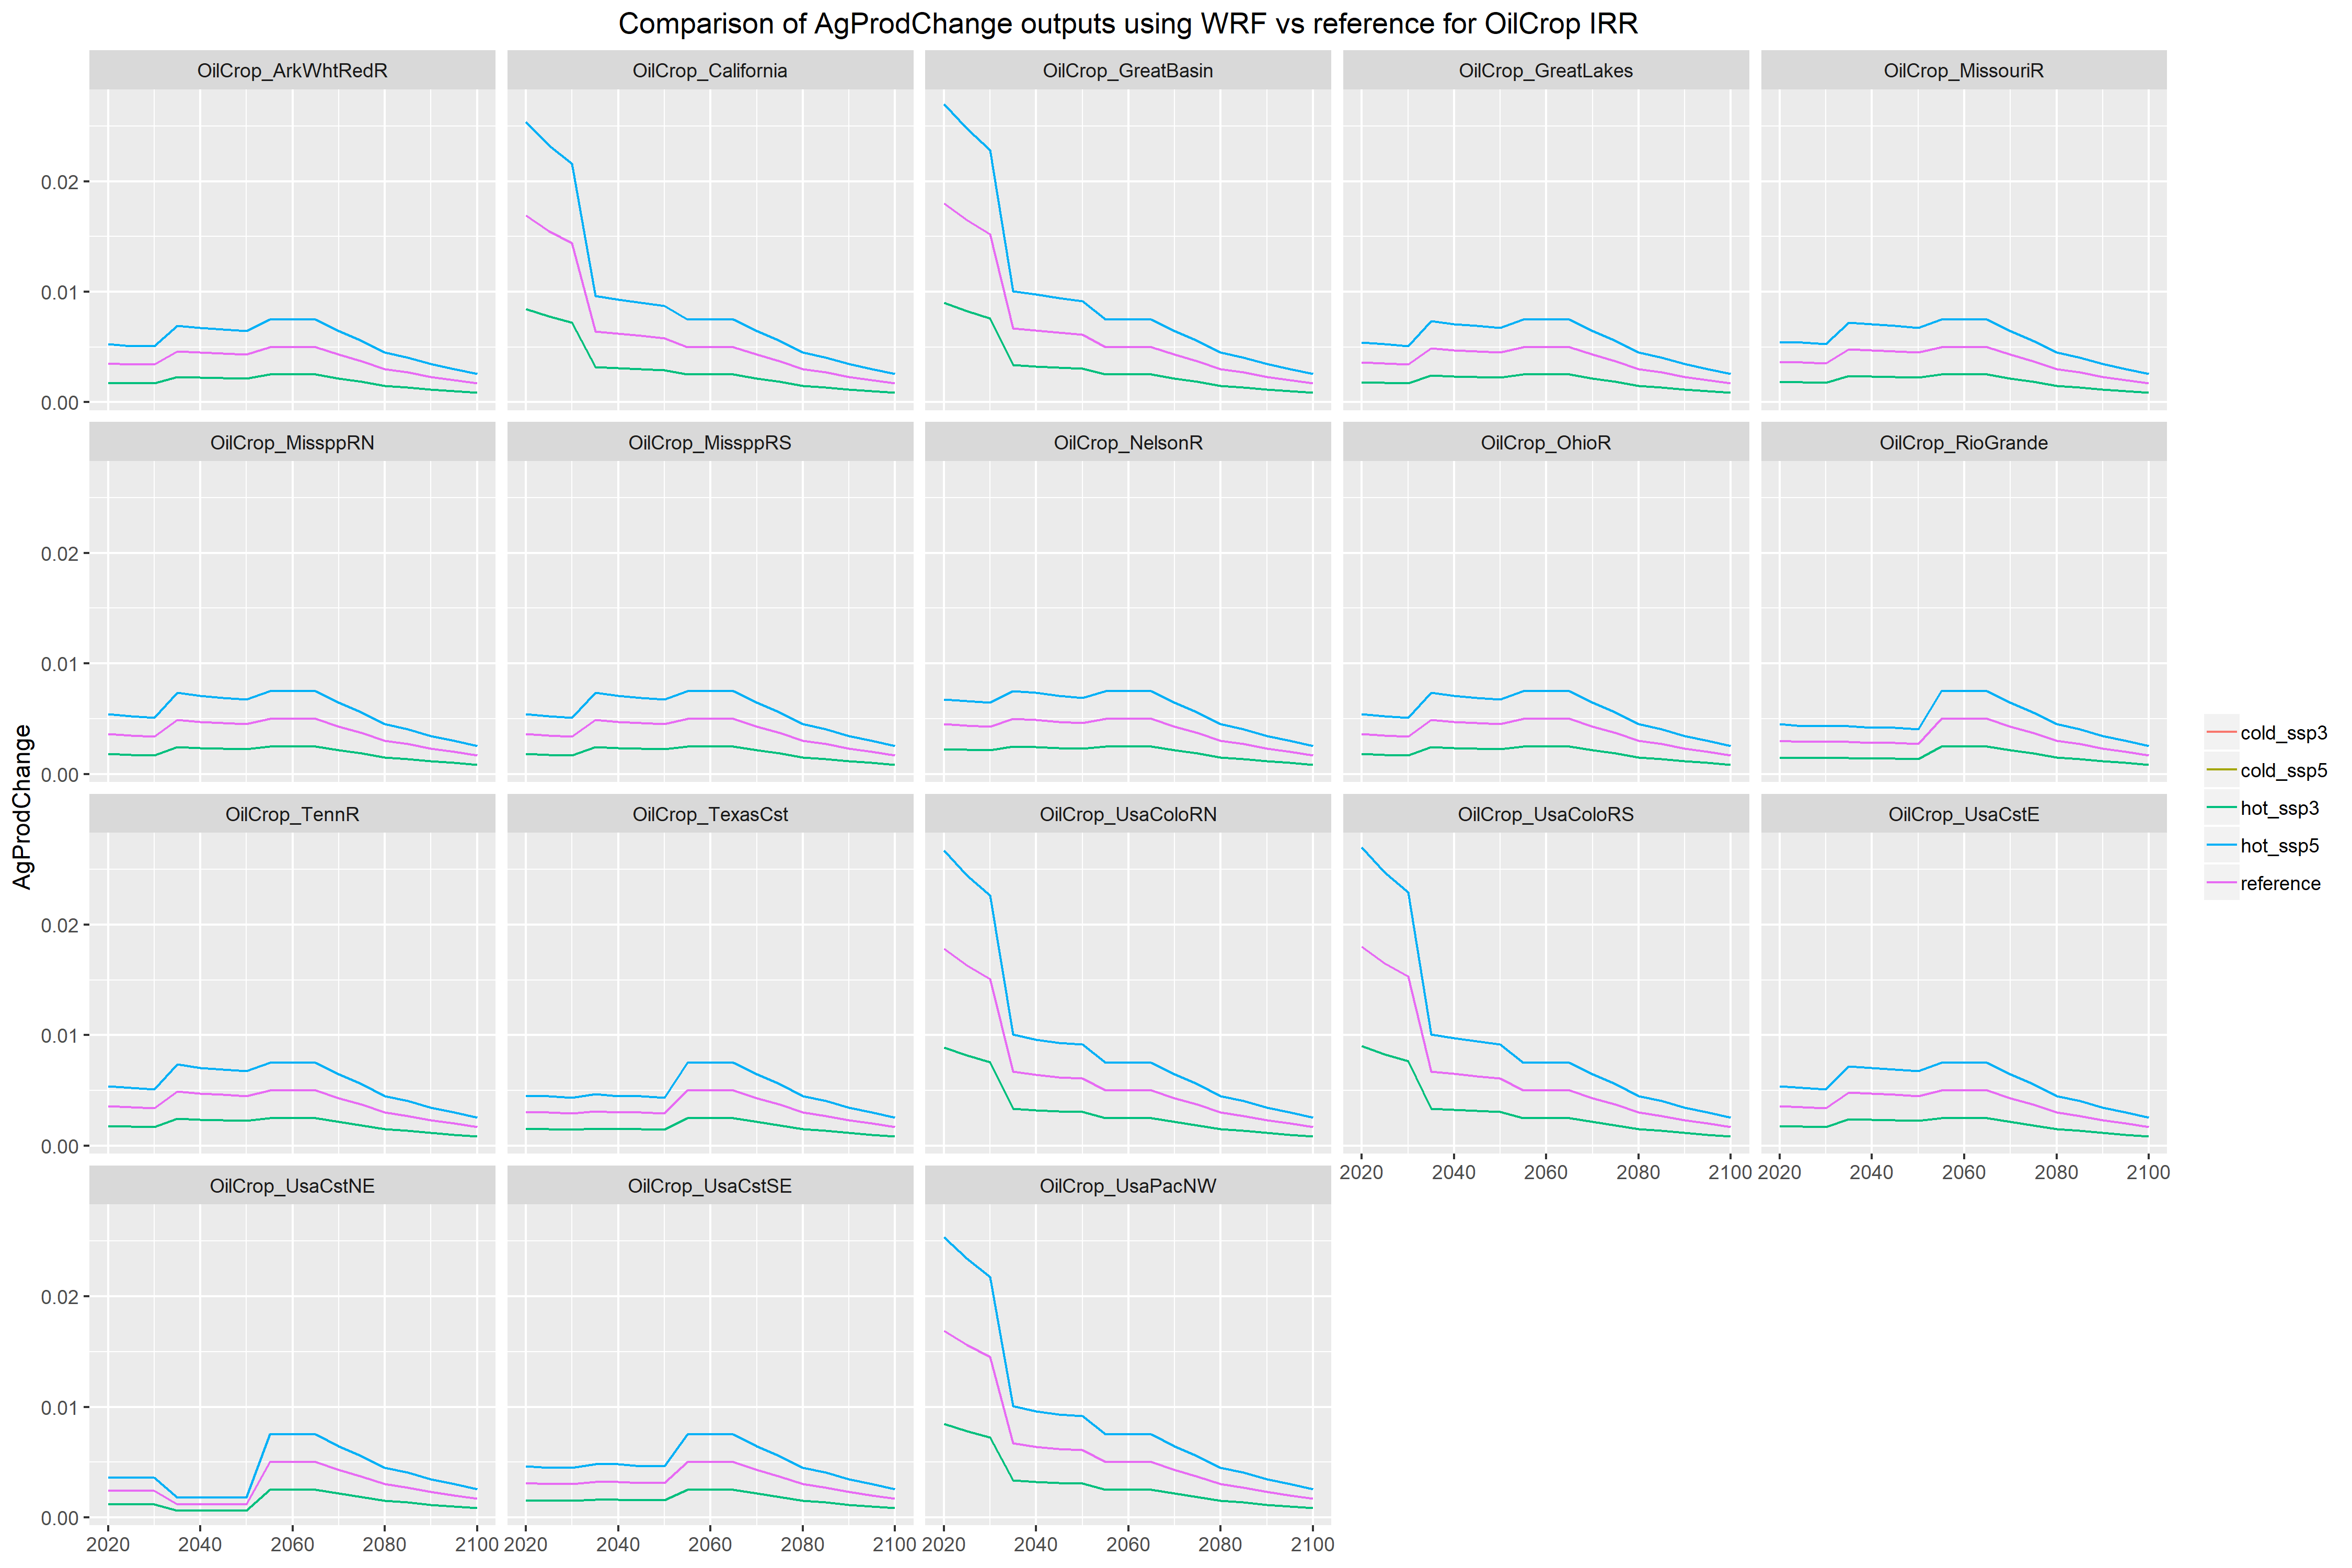 Comparison of AgProdChange outputs using WRF vs reference for OilCrop IRR
OilCrop_ArkWhtRedR OilCrop_California OilCrop_GreatBasin OilCrop_GreatLakes OilCrop_MissouriR
0.02
0.01
0.00
OilCrop_MissppRN OilCrop_MissppRS OilCrop_NelsonR OilCrop_OhioR OilCrop_RioGrande
0.02
0.01
0.00
OilCrop_TennR OilCrop_TexasCst OilCrop_UsaColoRN OilCrop_UsaColoRS OilCrop_UsaCstE
0.02
0.01
0.00
2020 2040 2060 2080 2100 2020 2040 2060 2080 2100
OilCrop_UsaCstNE OilCrop_UsaCstSE OilCrop_UsaPacNW
0.02
0.01
0.00
2020 2040 2060 2080 2100 2020 2040 2060 2080 2100 2020 2040 2060 2080 2100
AgProdChange
cold_ssp3
cold_ssp5
hot_ssp3
hot_ssp5
reference